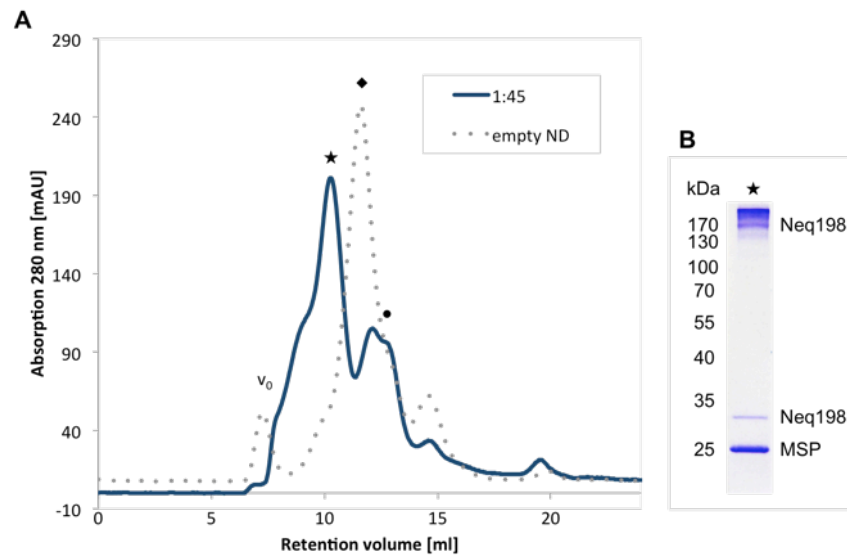 A
290
240
190
140
90
40
-10
Absorption 280 nm [mAU]
★
◆
●
v₀
1:45
empty ND
0
5
10
15
20
Retention volume [ml]
B
kDa ★
170
130
100
70
55
40
35
25
Neq198
Neq198
MSP